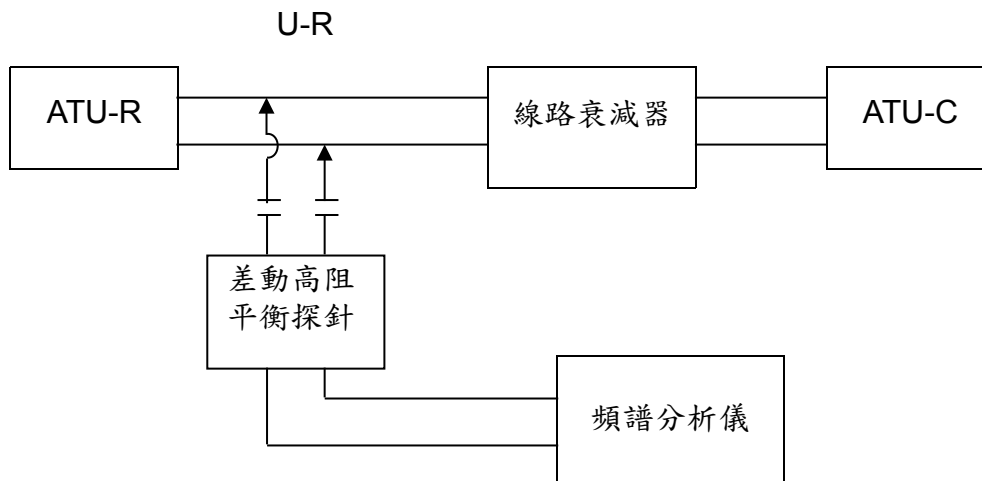 U-R
ATU-R
線路衰減器
ATU-C
差動高阻
平衡探針
頻譜分析儀